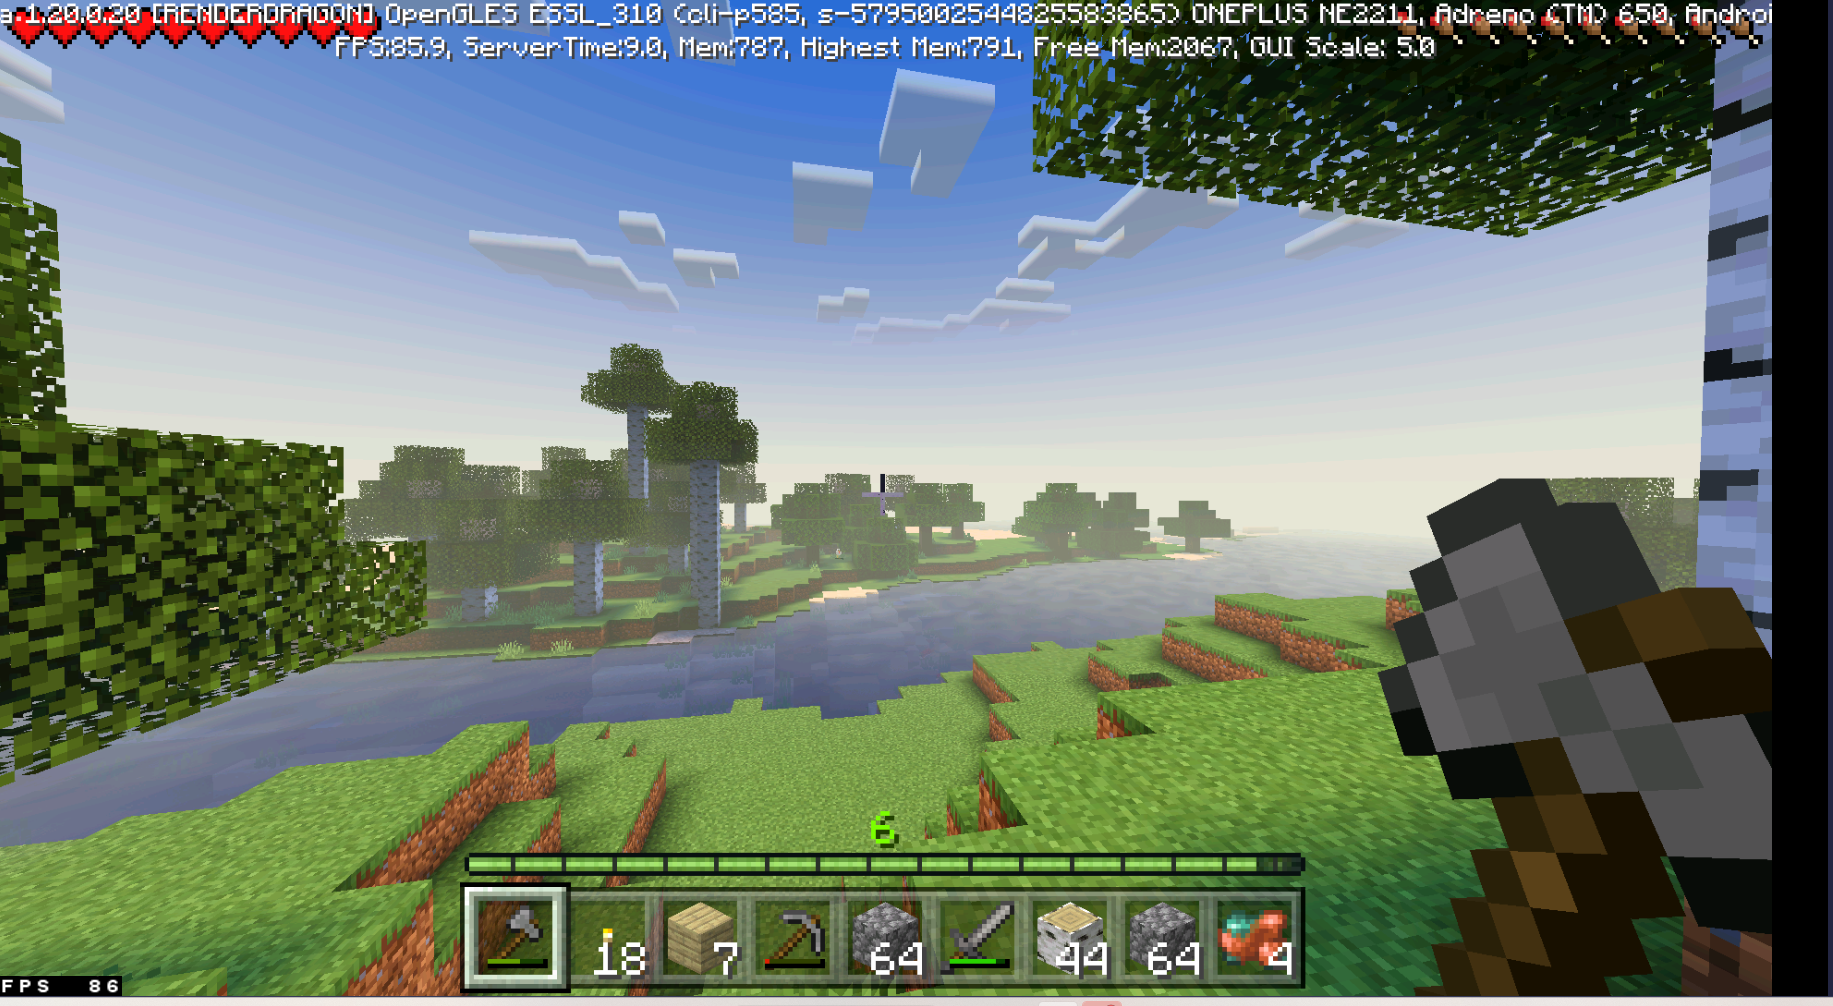 a.1.20.0.20 [RENDERDRAGON] OpenGLES ESSL_310 (cli-p585, s-5795002544825583865) ONEPLUS NE2211, Adreno (TM) 650, Androi
FPS:85.9, ServerTime:9.0, Mem:787, Highest Mem:791, Free Mem:2067, GUI Scale: 5.0
6
18 7 64 44 64 4
FPS 86